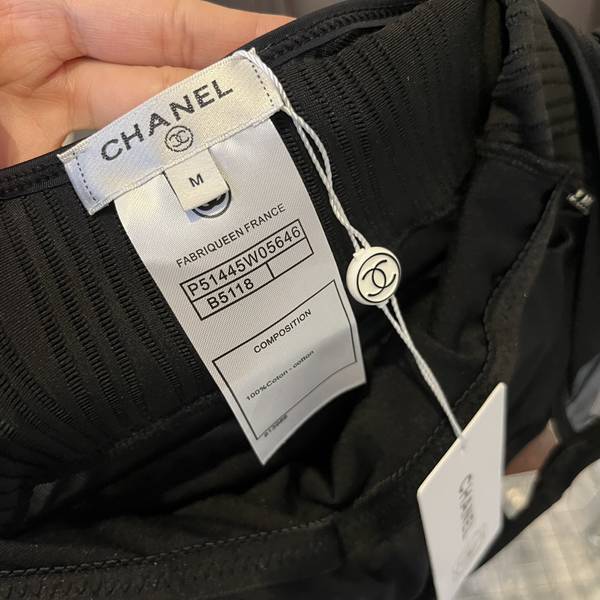 CHANEL
M
FABRIQUEEN FRANCE
P51445W05646
B5118
COMPOSITION
100%Coton - cotton
CHANEL